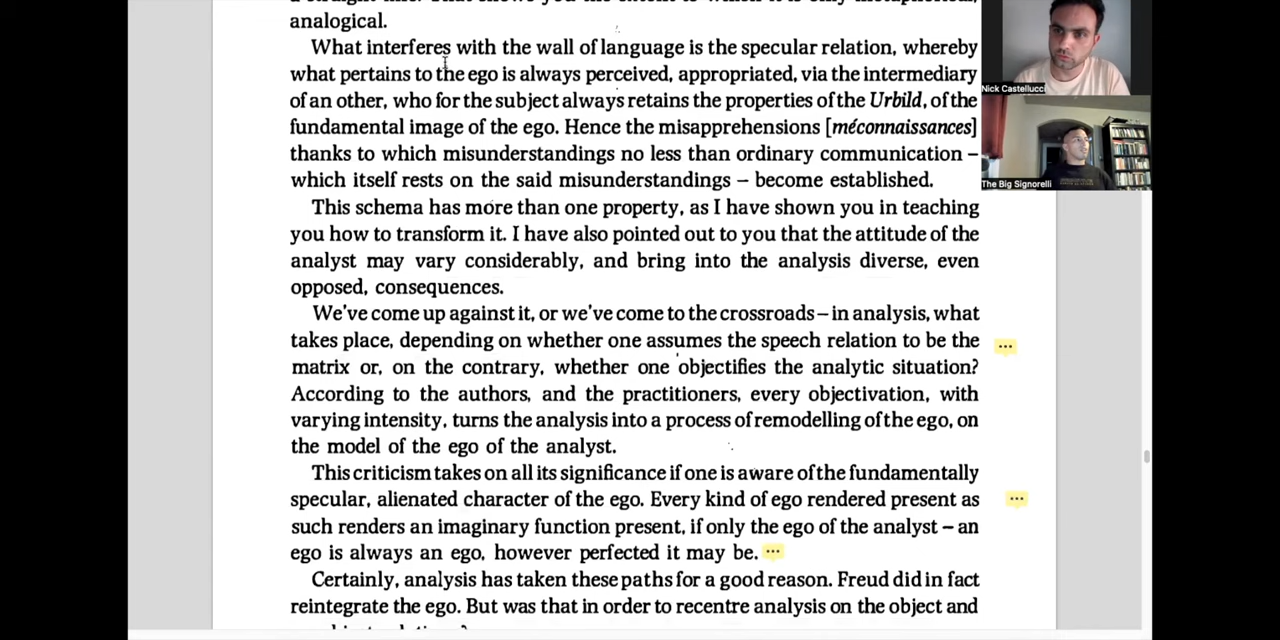 analogical.
What interferes with the wall of language is the specular relation, whereby
what pertains to the ego is always perceived, appropriated, via the intermediary
of an other, who for the subject always retains the properties of the Urbild, of the
fundamental image of the ego. Hence the misapprehensions [méconnaissances]
thanks to which misunderstandings no less than ordinary communication –
which itself rests on the said misunderstandings – become established.
This schema has more than one property, as I have shown you in teaching
you how to transform it. I have also pointed out to you that the attitude of the
analyst may vary considerably, and bring into the analysis diverse, even
opposed, consequences.
We've come up against it, or we've come to the crossroads – in analysis, what
takes place, depending on whether one assumes the speech relation to be the
matrix or, on the contrary, whether one objectifies the analytic situation?
According to the authors, and the practitioners, every objectivation, with
varying intensity, turns the analysis into a process of remodelling of the ego, on
the model of the ego of the analyst.
This criticism takes on all its significance if one is aware of the fundamentally
specular, alienated character of the ego. Every kind of ego rendered present as
such renders an imaginary function present, if only the ego of the analyst – an
ego is always an ego, however perfected it may be.
Certainly, analysis has taken these paths for a good reason. Freud did in fact
reintegrate the ego. But was that in order to recentre analysis on the object and
Nick Castellucci
The Big Signorelli